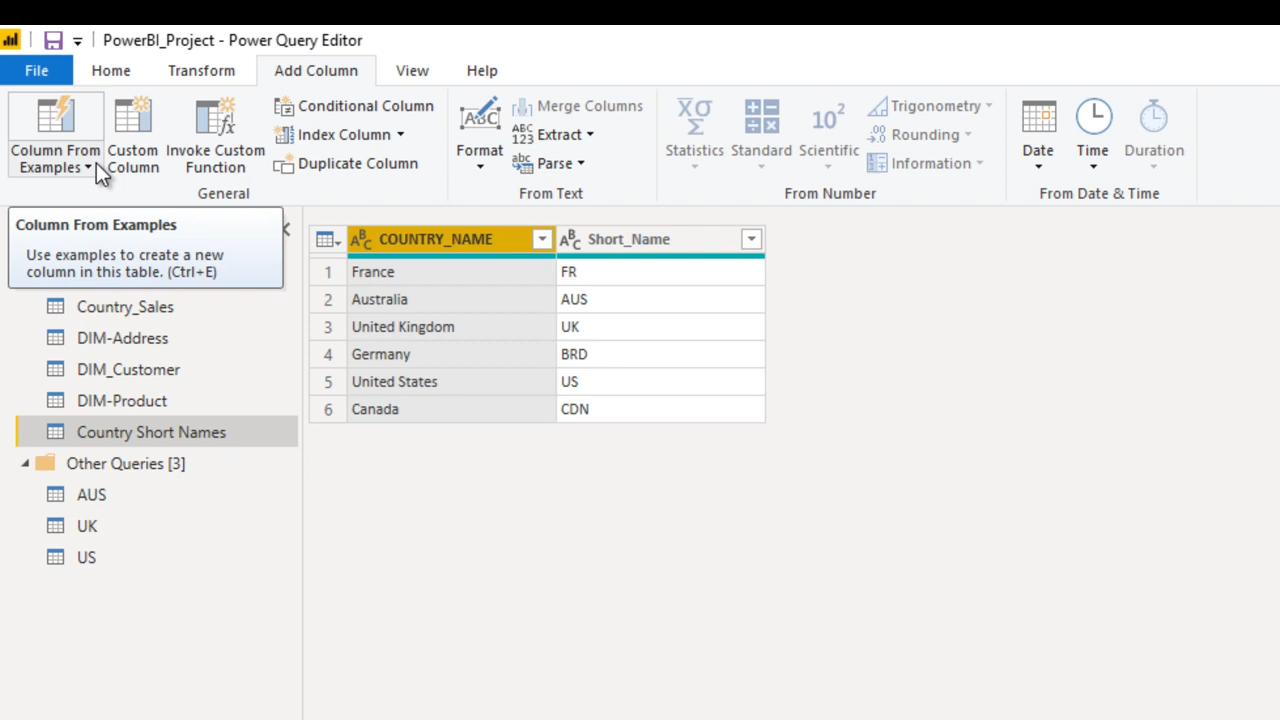 PowerBI_Project - Power Query Editor
File Home Transform Add Column View Help
Column From
Examples
Custom
Column
Invoke Custom
Function
Conditional Column
Index Column
Duplicate Column
General
Format
Merge Columns
ABC
123 Extract
abc Parse
From Text
Statistics
Standard
10² Scientific
Trigonometry
Rounding
Information
From Number
Date
Time
Duration
From Date & Time
Column From Examples
Use examples to create a new
column in this table. (Ctrl+E)
Country_Sales
DIM-Address
DIM_Customer
DIM-Product
Country Short Names
Other Queries [3]
AUS
UK
US
ABC COUNTRY_NAME ABC Short_Name
1 France FR
2 Australia AUS
3 United Kingdom UK
4 Germany BRD
5 United States US
6 Canada CDN